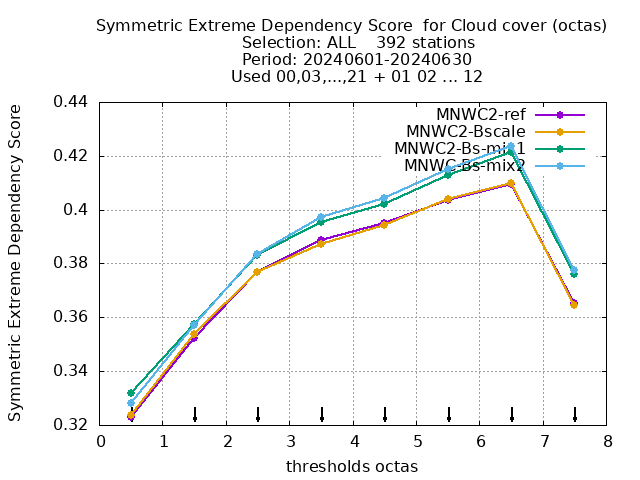 Symmetric Extreme Dependency Score  for Cloud cover (octas)
Selection: ALL    392 stations
Period: 20240601-20240630
Used 00,03,...,21 + 01 02 ... 12
Symmetric Extreme Dependency Score
0.44
0.42
0.4
0.38
0.36
0.34
0.32
MNWC2-ref
MNWC2-Bscale
MNWC2-Bs-mix1
MNWC-Bs-mix2
0 1 2 3 4 5 6 7 8
thresholds octas